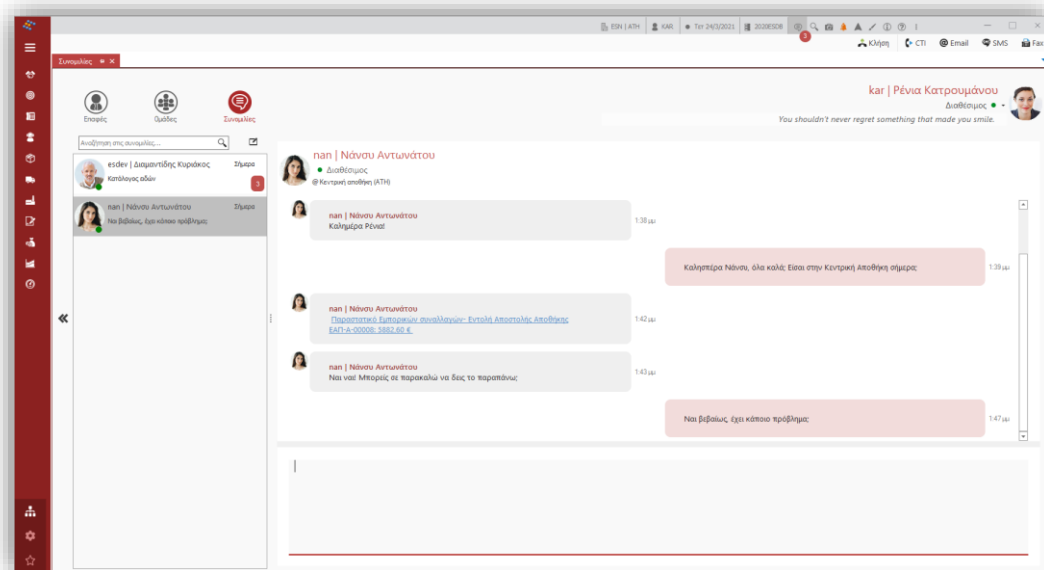 ESN | ATH
KAR
Τετ 24/3/2021
2020ESDB
3
Κλήση
CTI
@ Email
SMS
Fax
Συνομιλίες
Επαφές
Ομάδες
Συνομιλίες
kar | Ρένια Κατρουμάνου
Διαθέσιμος
You shouldn't never regret something that made you smile.
Αναζήτηση στις συνομιλίες...
esdev | Διαμαντίδης Κυριάκος
Σήμερα
Κατάλογος αδών
3
nan | Νάνσυ Αντωνάτου
Σήμερα
Ναι βεβαίως, έχει κάποιο πρόβλημα;
nan | Νάνσυ Αντωνάτου
Διαθέσιμος
@ Κεντρική αποθήκη (ATH)
nan | Νάνσυ Αντωνάτου
Καλημέρα Ρένια!
1:38 μμ
Καλησπέρα Νάνσυ, όλα καλά; Είσαι στην Κεντρική Αποθήκη σήμερα;
1:39 μμ
nan | Νάνσυ Αντωνάτου
Παραστατικό Εμπορικών συναλλαγών- Εντολή Αποστολής Αποθήκης
ΕΑΠ-Α-00008: 5882.60 €
1:42 μμ
nan | Νάνσυ Αντωνάτου
Ναι ναι! Μπορείς σε παρακαλώ να δεις το παραπάνω;
1:43 μμ
Ναι βεβαίως, έχει κάποιο πρόβλημα;
1:47 μμ